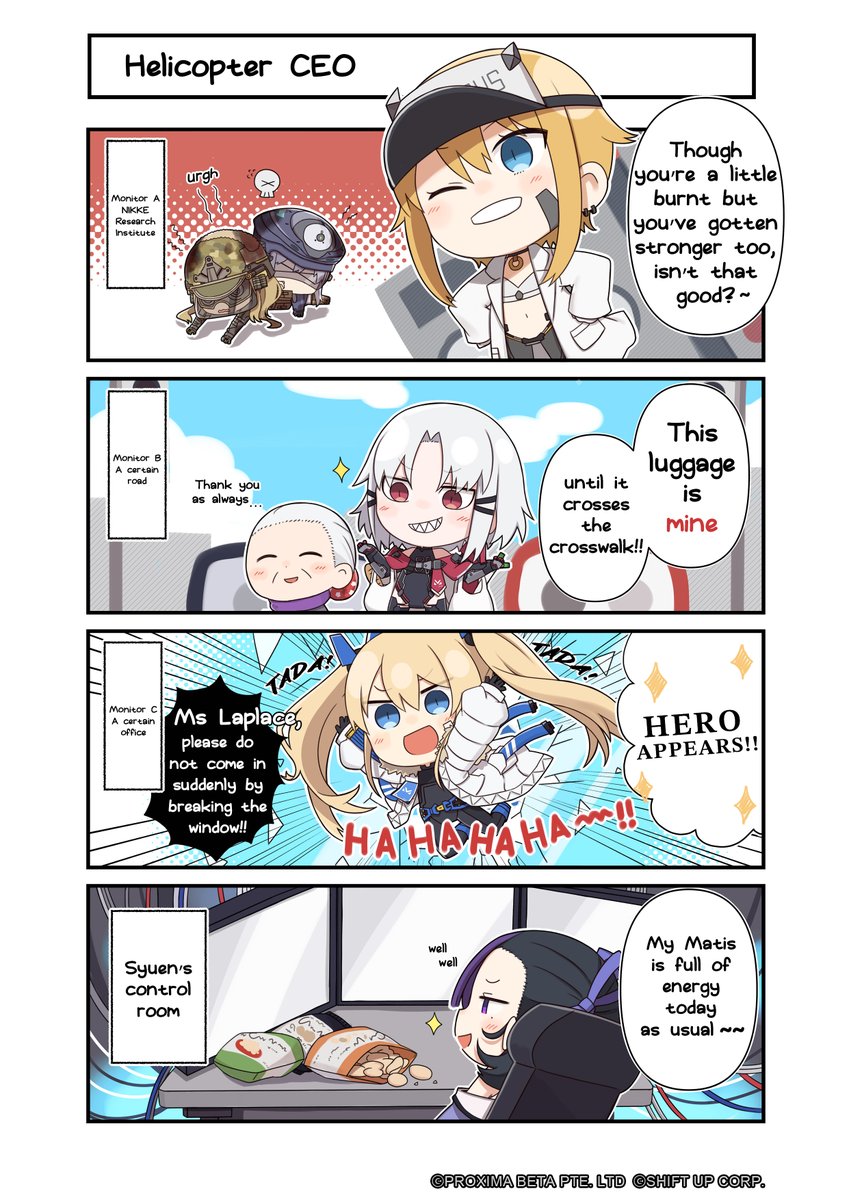 Helicopter CEO
Monitor A
NIKKE
Research
Institute
urgh
Though
you're a little
burnt but
you've gotten
stronger too,
isn't that
good?~
Monitor B
A certain
road
Thank you
as always...
This
luggage
is
mine
until it
crosses
the
crosswalk!!
Monitor C
A certain
office
TADA!
TADA!
HERO
APPEARS!!
Ms Laplace,
please do
not come in
suddenly by
breaking the
window!!
HA HA HA HA~!!
Syuen's
control
room
well
well
My Matis
is full of
energy
today
as usual ~~
©PROXIMA BETA PTE. LTD ©SHIFT UP CORP.